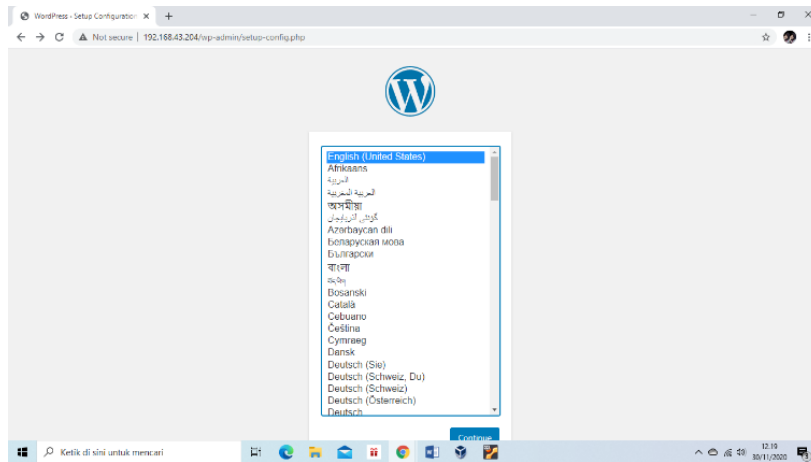 WordPress › Setup Configuration
Not secure | 192.168.43.204/wp-admin/setup-config.php
English (United States)
Afrikaans
العربية
العربية المغربية
অসমীয়া
گؤنئی آذربایجان
Azərbaycan dili
Беларуская мова
Български
বাংলা
Bosanski
Català
Cebuano
Čeština
Cymraeg
Dansk
Deutsch (Sie)
Deutsch (Schweiz, Du)
Deutsch (Schweiz)
Deutsch (Österreich)
Deutsch
Continue
Ketik di sini untuk mencari
12.19
30/11/2020